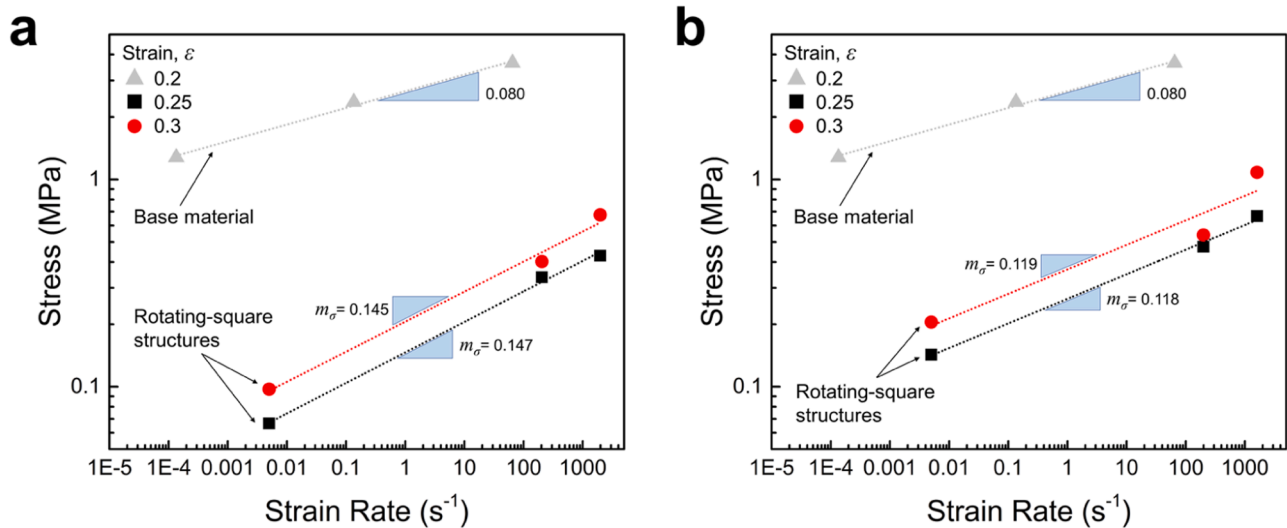 a
Strain, ε
0.2
0.25
0.3
0.080
Base material
mσ= 0.145
mσ= 0.147
Rotating-square
structures
1
0.1
Stress (MPa)
1E-5 1E-4 0.001 0.01 0.1 1 10 100 1000
Strain Rate (s⁻¹)
b
Strain, ε
0.2
0.25
0.3
0.080
Base material
mσ= 0.119
mσ= 0.118
Rotating-square
structures
1
0.1
Stress (MPa)
1E-5 1E-4 0.001 0.01 0.1 1 10 100 1000
Strain Rate (s⁻¹)